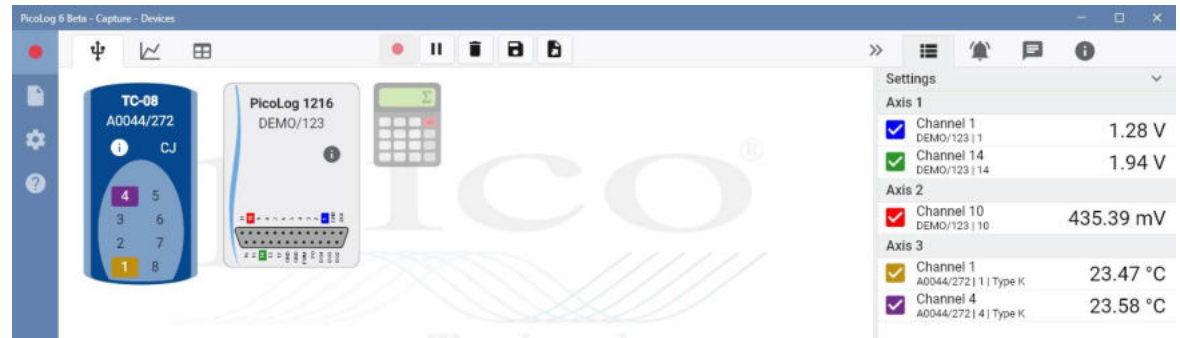 PicoLog 6 Beta - Capture - Devices
Settings
TC-08
A0044/272
CJ
4 5
3 6
2 7
1 8
PicoLog 1216
DEMO/123
Σ
pico
®
Axis 1
Channel 1
DEMO/123 | 1
1.28 V
Channel 14
DEMO/123 | 14
1.94 V
Axis 2
Channel 10
DEMO/123 | 10
435.39 mV
Axis 3
Channel 1
A0044/272 | 1 | Type K
23.47 °C
Channel 4
A0044/272 | 4 | Type K
23.58 °C